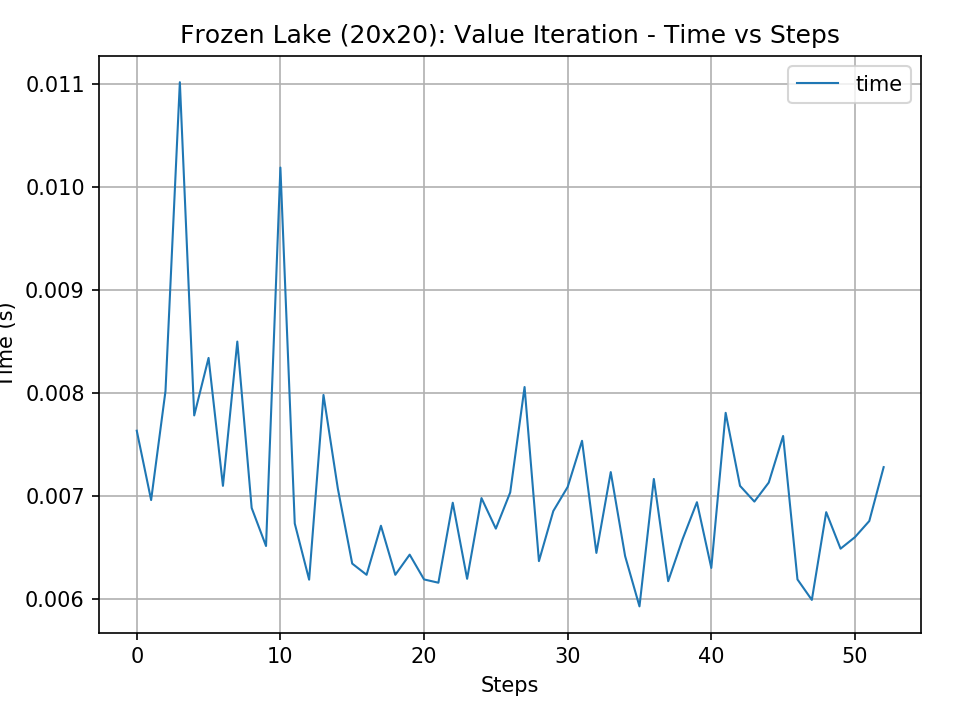 Frozen Lake (20x20): Value Iteration - Time vs Steps
time
0.011
0.010
0.009
0.008
0.007
0.006
Time (s)
0 10 20 30 40 50
Steps